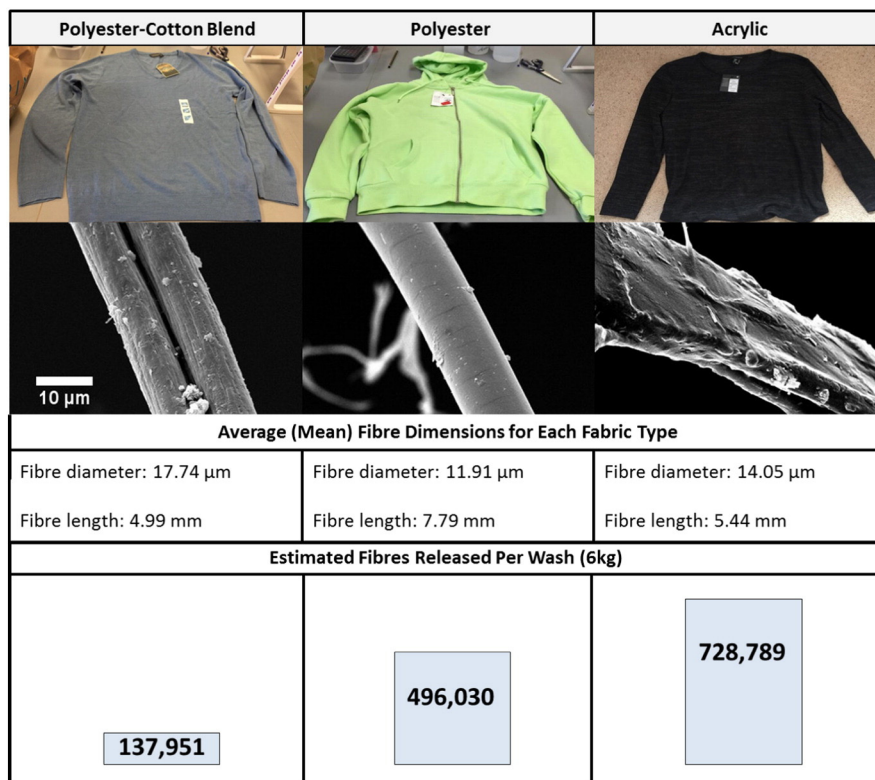 Polyester-Cotton Blend
Polyester
Acrylic
10 µm
Average (Mean) Fibre Dimensions for Each Fabric Type
Fibre diameter: 17.74 µm
Fibre length: 4.99 mm
Fibre diameter: 11.91 µm
Fibre length: 7.79 mm
Fibre diameter: 14.05 µm
Fibre length: 5.44 mm
Estimated Fibres Released Per Wash (6kg)
137,951
496,030
728,789